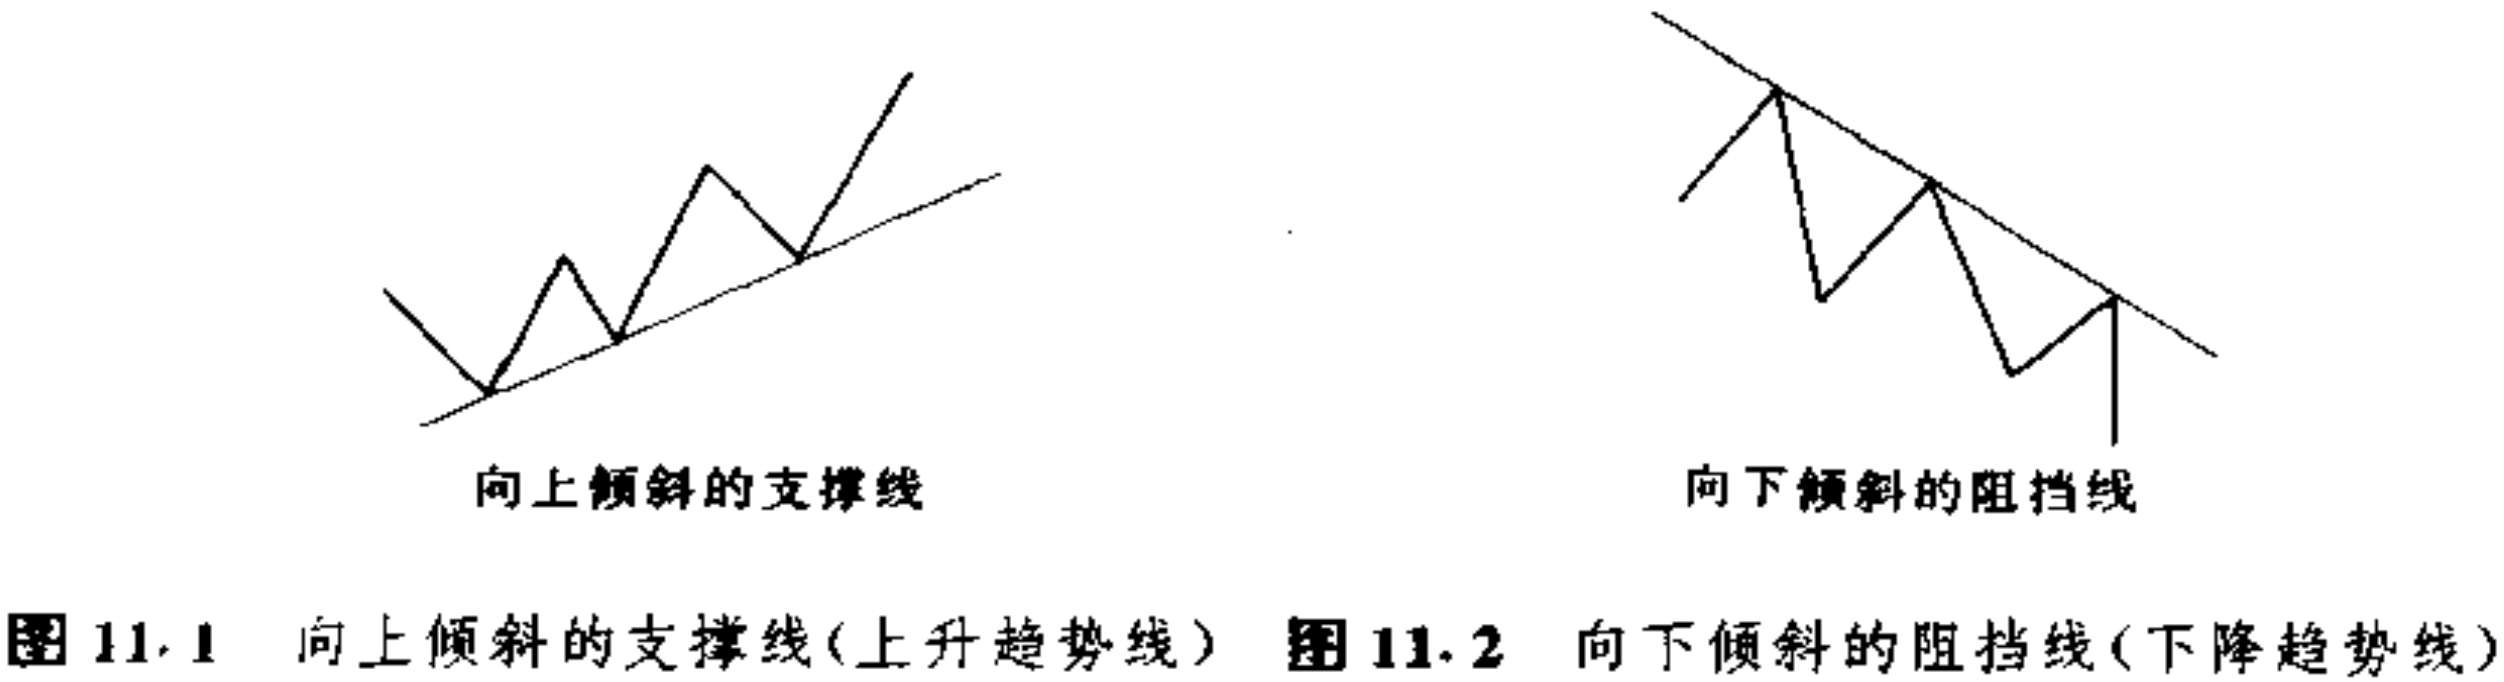 向上倾斜的支撑线
向下倾斜的阻挡线
图 11.1 向上倾斜的支撑线(上升趋势线)
图 11.2 向下倾斜的阻挡线(下降趋势线)